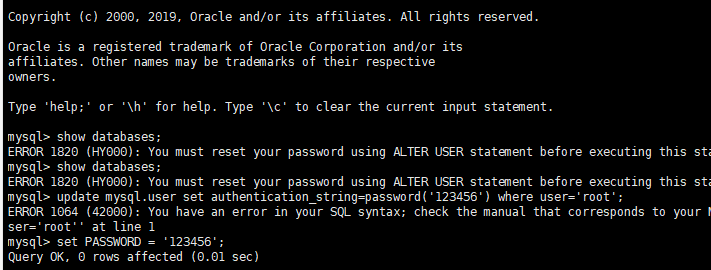 Copyright (c) 2000, 2019, Oracle and/or its affiliates. All rights reserved.
Oracle is a registered trademark of Oracle Corporation and/or its
affiliates. Other names may be trademarks of their respective
owners.
Type 'help;' or '\h' for help. Type '\c' to clear the current input statement.
mysql> show databases;
ERROR 1820 (HY000): You must reset your password using ALTER USER statement before executing this sta
mysql> show databases;
ERROR 1820 (HY000): You must reset your password using ALTER USER statement before executing this sta
mysql> update mysql.user set authentication_string=password('123456') where user='root';
ERROR 1064 (42000): You have an error in your SQL syntax; check the manual that corresponds to your M
ser='root'' at line 1
mysql> set PASSWORD = '123456';
Query OK, 0 rows affected (0.01 sec)